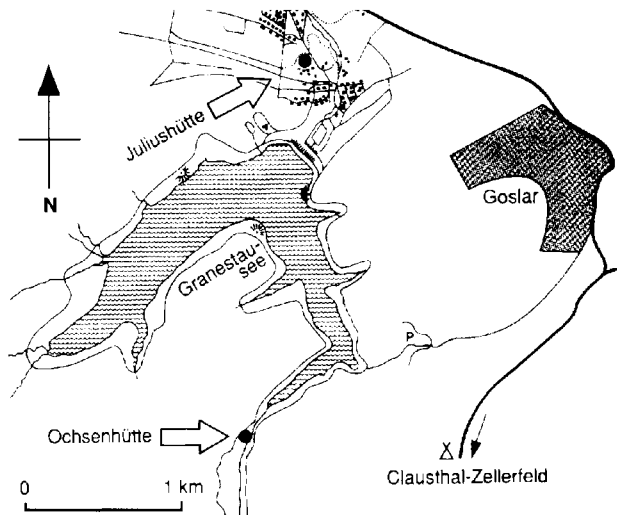 Juliushütte
N
Goslar
Granestau-
see
P
Ochsenhütte
Clausthal-Zellerfeld
0 1 km